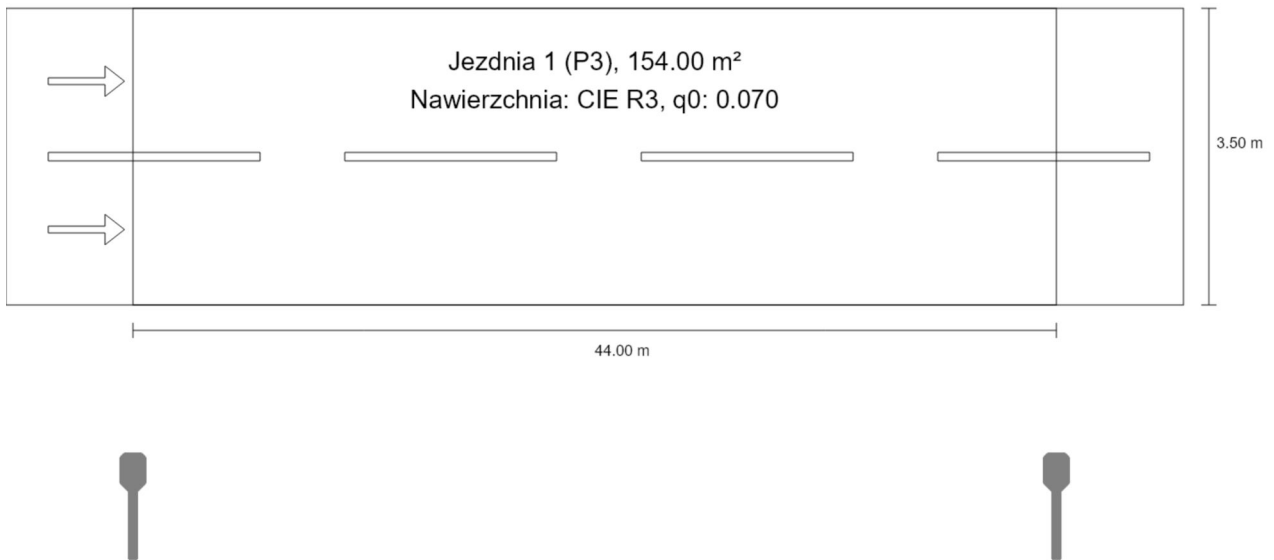 Jezdnia 1 (P3), 154.00 m²
Nawierzchnia: CIE R3, q0: 0.070
3.50 m
44.00 m